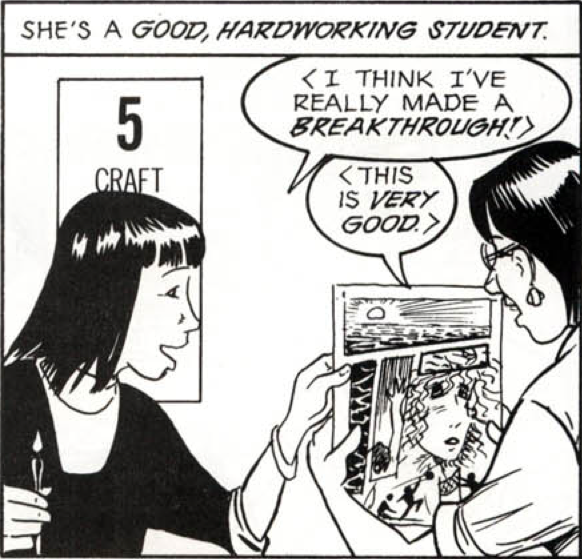 SHE'S A GOOD, HARDWORKING STUDENT.
<I THINK I'VE
REALLY MADE A
BREAKTHROUGH!>
5
CRAFT
<THIS
IS VERY
GOOD.>